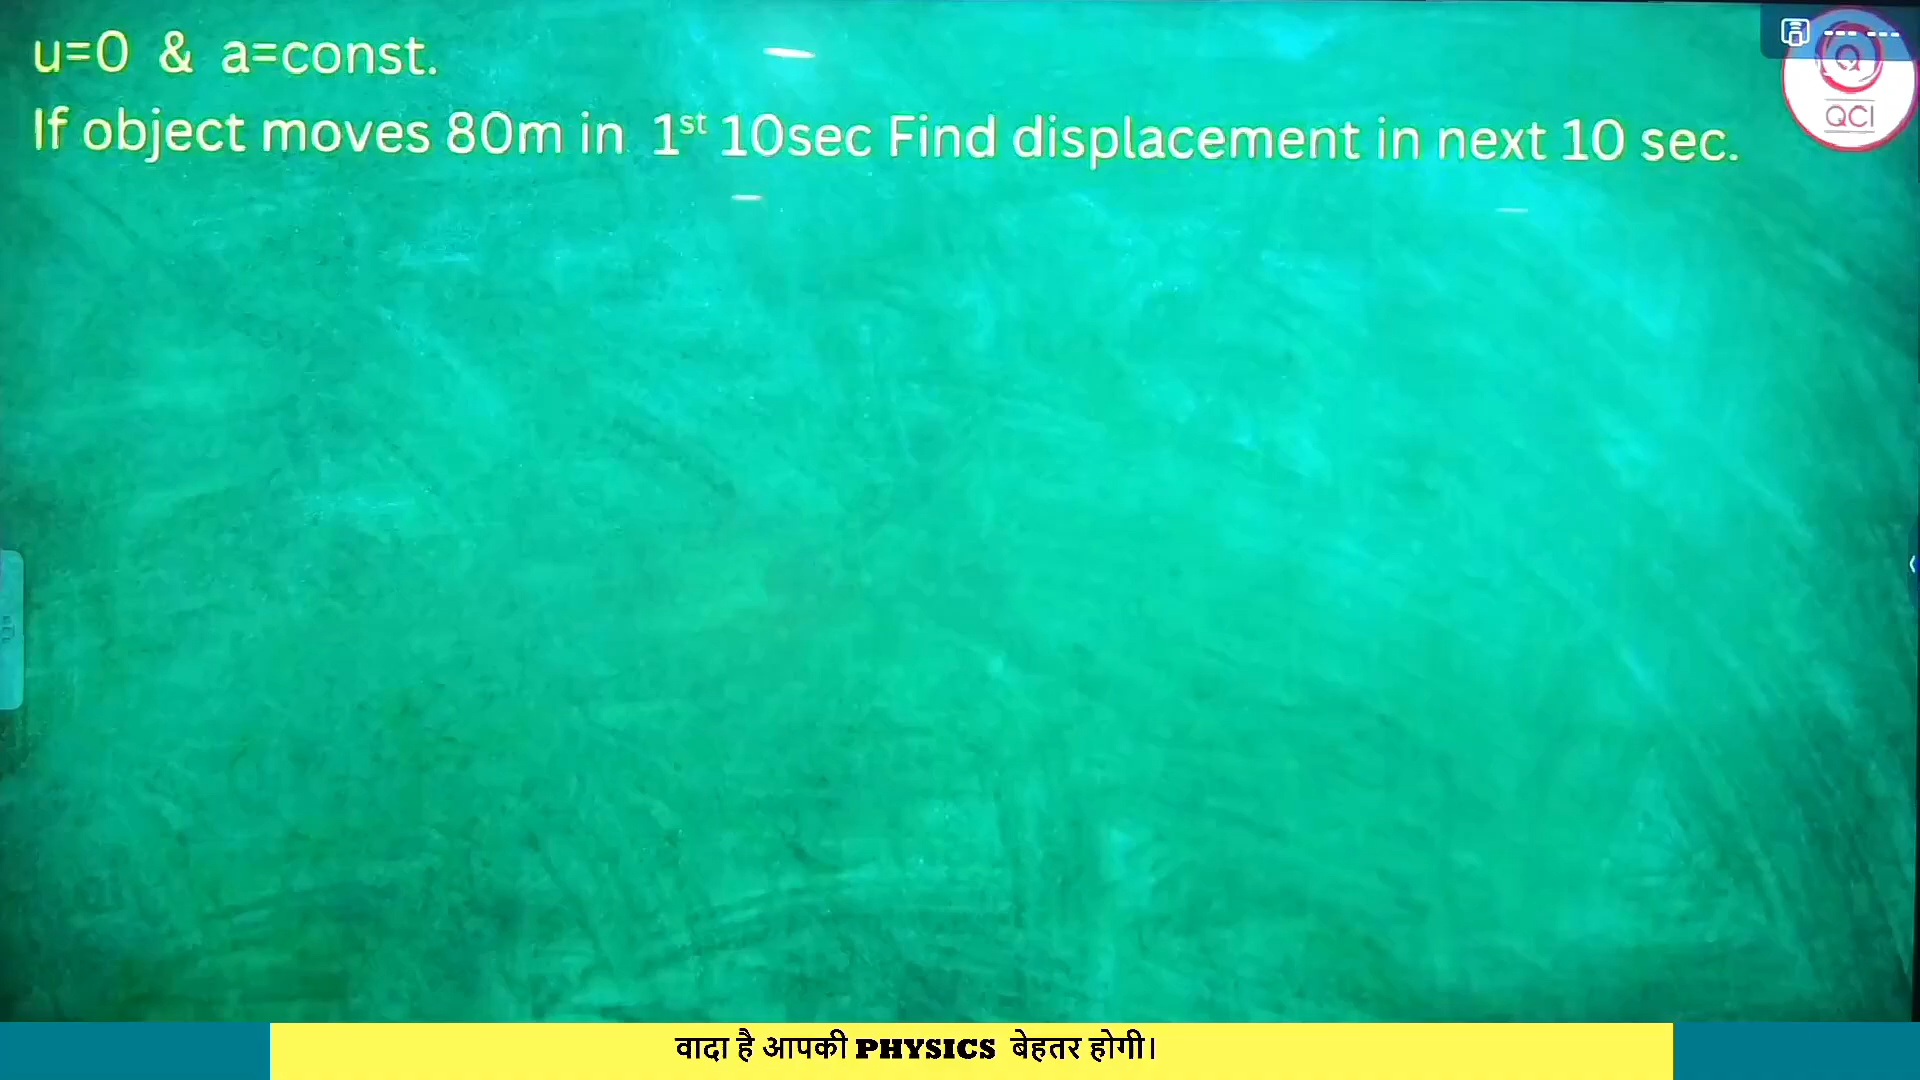 u=0 & a=const.
If object moves 80m in 1st 10sec Find displacement in next 10 sec.
QCI
वादा है आपकी PHYSICS बेहतर होगी।